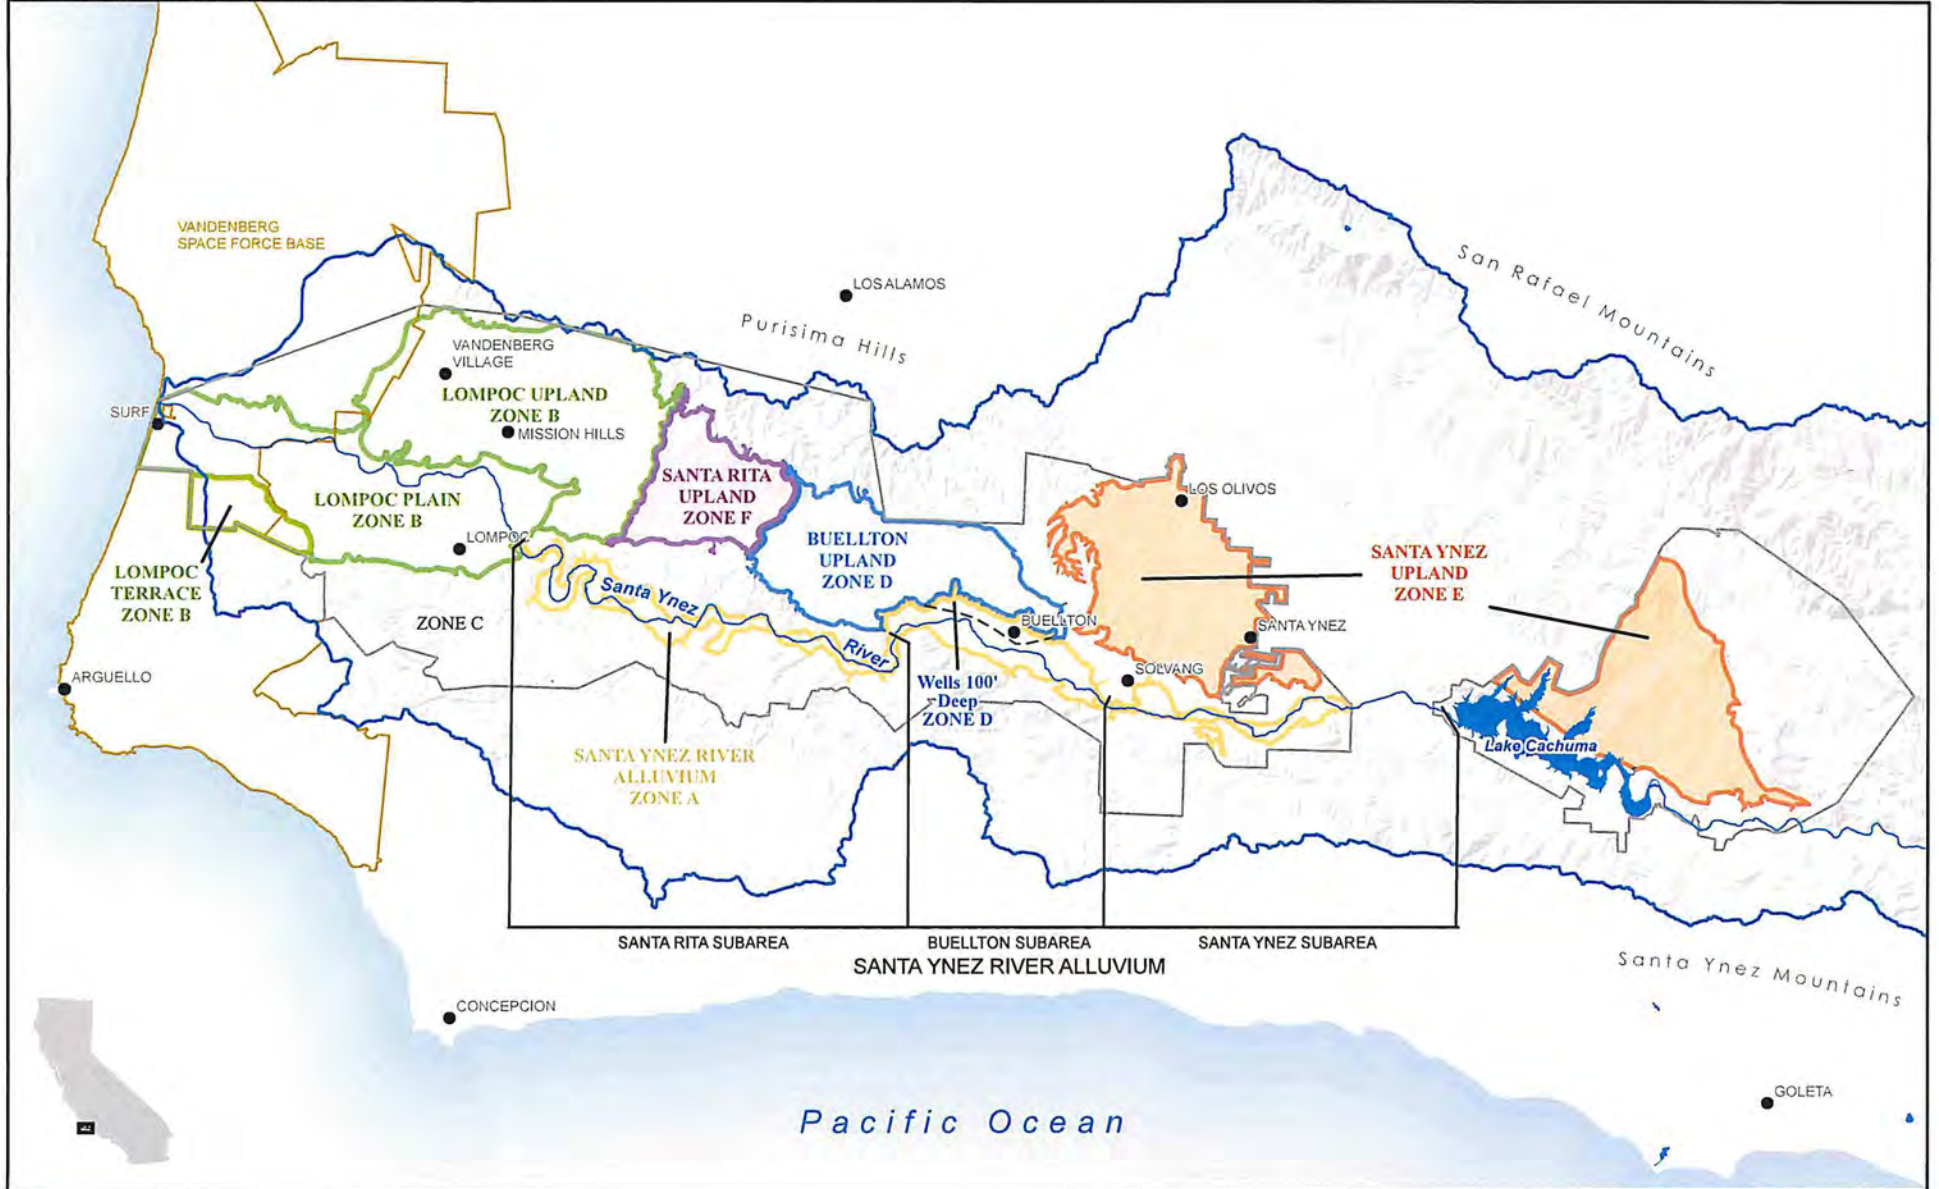 VANDENBERG
SPACE FORCE BASE
LOS ALAMOS
San Rafael Mountains
Purisima Hills
VANDENBERG
VILLAGE
LOMPOC UPLAND
ZONE B
MISSION HILLS
SURF
SANTA RITA
UPLAND
ZONE F
LOMPOC PLAIN
ZONE B
LOMPOC
LOS OLIVOS
BUELLTON
UPLAND
ZONE D
SANTA YNEZ
UPLAND
ZONE E
LOMPOC
TERRACE
ZONE B
ZONE C
Santa Ynez
River
BUELLTON
SANTA YNEZ
SOLVANG
ARGUELLO
Wells 100'
Deep
ZONE D
Lake Cachuma
SANTA YNEZ RIVER
ALLUVIUM
ZONE A
SANTA RITA SUBAREA
BUELLTON SUBAREA
SANTA YNEZ SUBAREA
SANTA YNEZ RIVER ALLUVIUM
Santa Ynez Mountains
CONCEPCION
GOLETA
Pacific Ocean